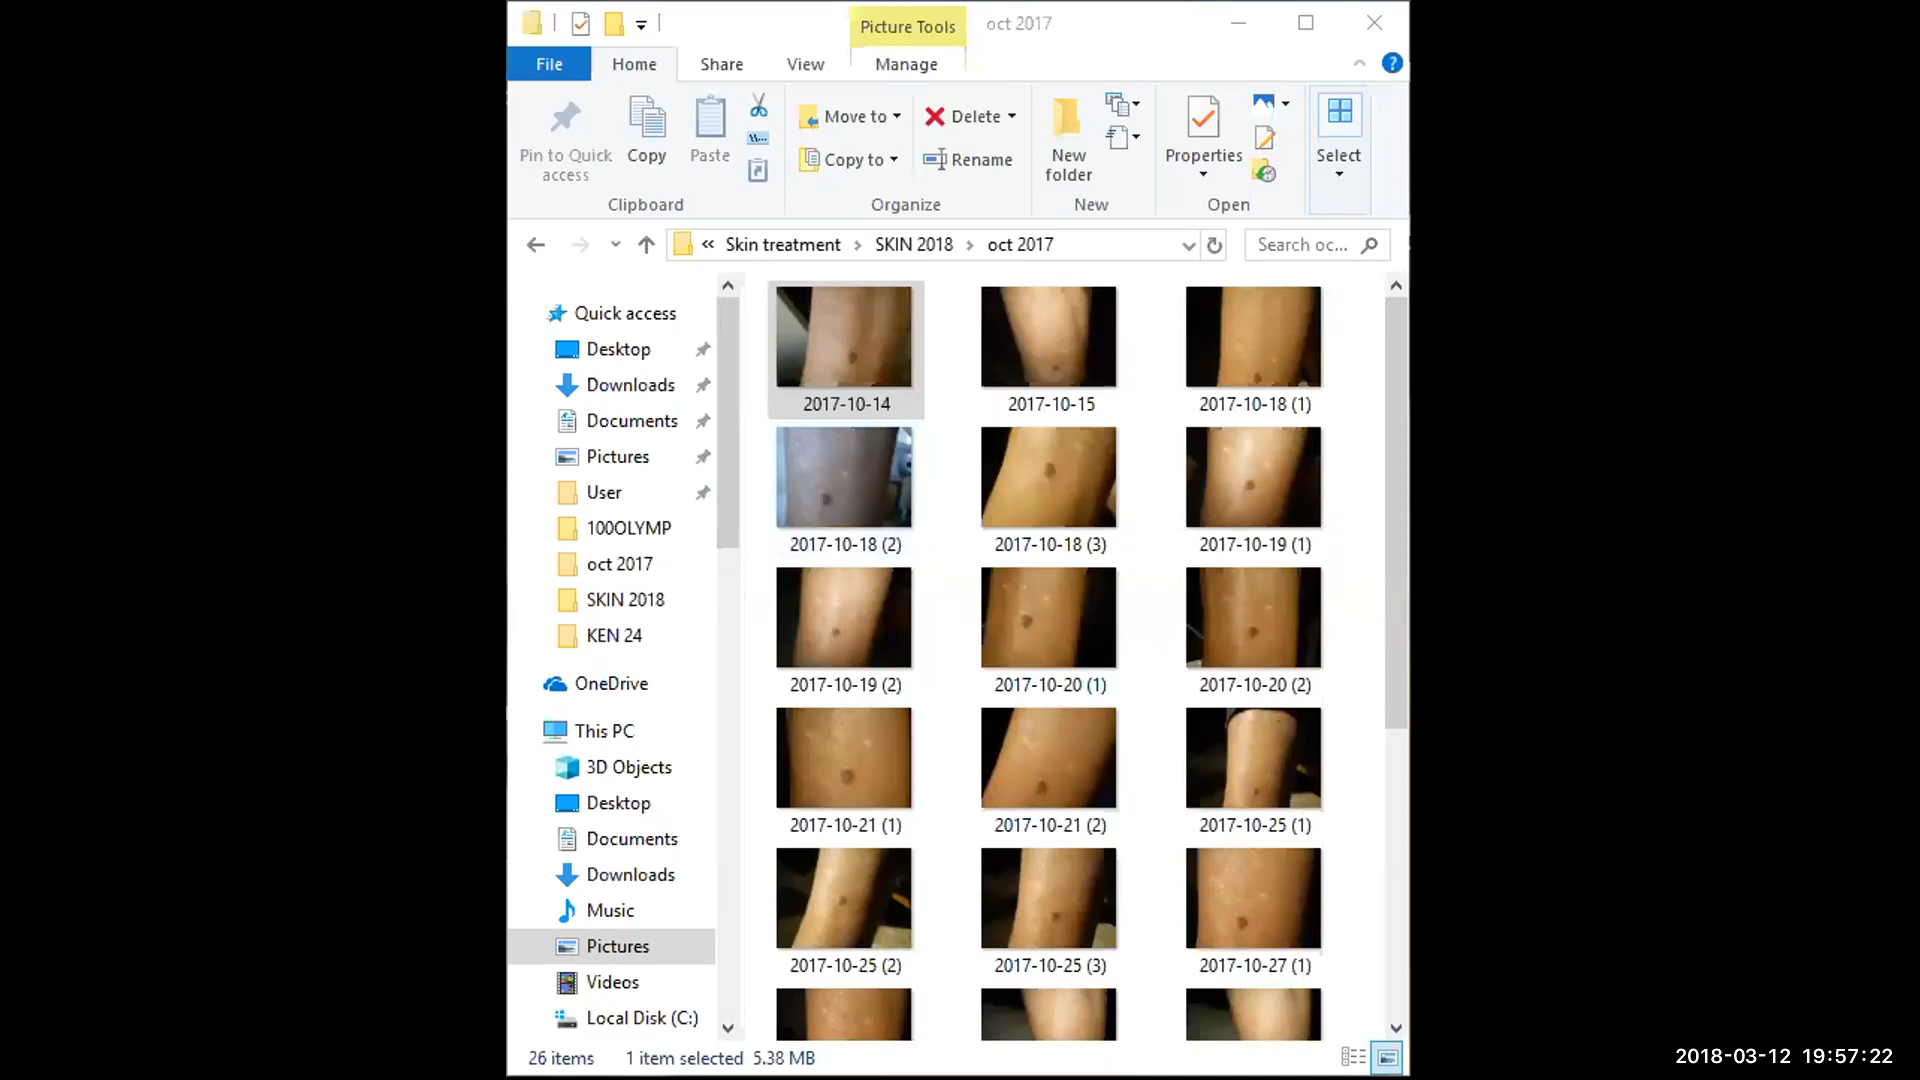 Picture Tools
oct 2017
File
Home
Share
View
Manage
Pin to Quick access
Copy
Paste
Clipboard
Move to
Copy to
Delete
Rename
Organize
New folder
New
Properties
Open
Select
« Skin treatment > SKIN 2018 > oct 2017
Search oc...
Quick access
Desktop
Downloads
Documents
Pictures
User
100OLYMP
oct 2017
SKIN 2018
KEN 24
OneDrive
This PC
3D Objects
Desktop
Documents
Downloads
Music
Pictures
Videos
Local Disk (C:)
2017-10-14
2017-10-15
2017-10-18 (1)
2017-10-18 (2)
2017-10-18 (3)
2017-10-19 (1)
2017-10-19 (2)
2017-10-20 (1)
2017-10-20 (2)
2017-10-21 (1)
2017-10-21 (2)
2017-10-25 (1)
2017-10-25 (2)
2017-10-25 (3)
2017-10-27 (1)
26 items
1 item selected 5.38 MB
2018-03-12 19:57:22